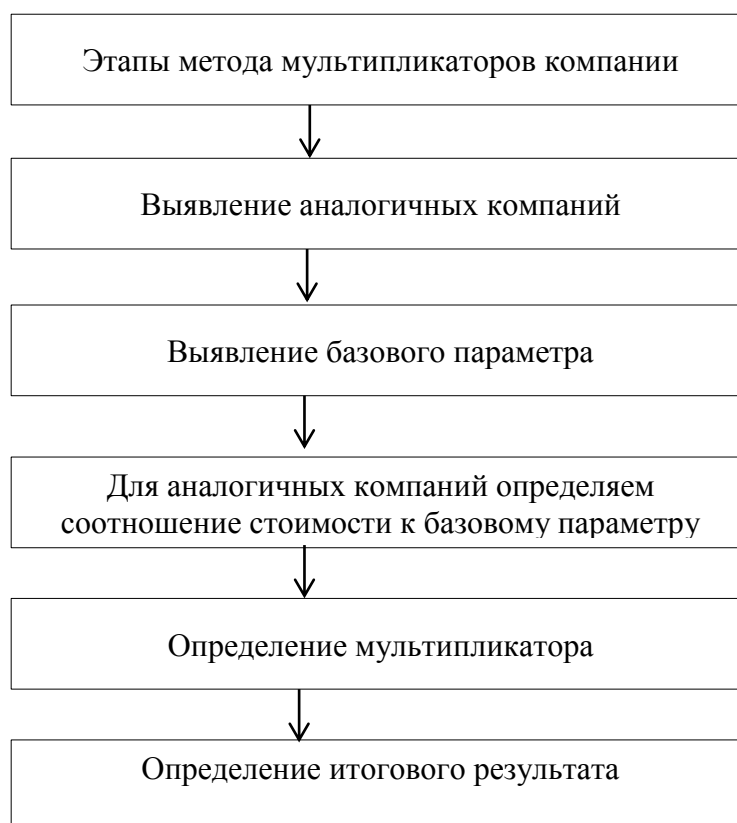 Этапы метода мультипликаторов компании
Выявление аналогичных компаний
Выявление базового параметра
Для аналогичных компаний определяем
соотношение стоимости к базовому параметру
Определение мультипликатора
Определение итогового результата